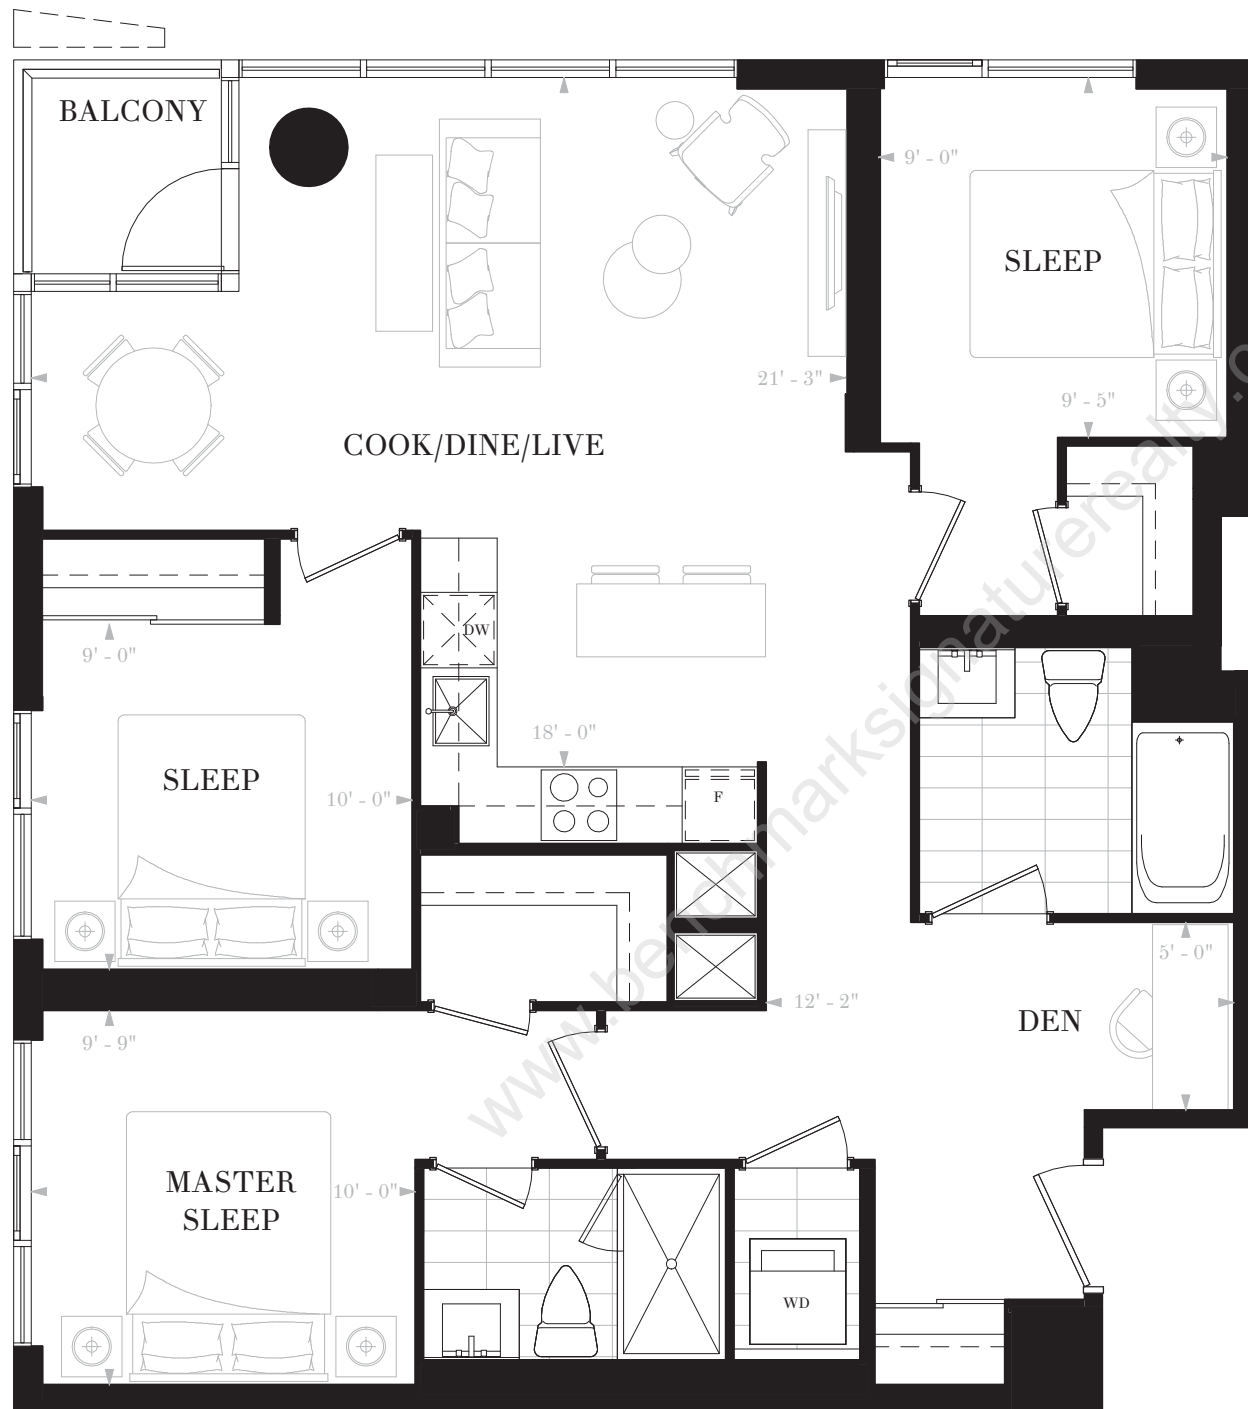 BALCONY
9' - 0"
SLEEP
21' - 3"
9' - 5"
COOK/DINE/LIVE
DW
9' - 0"
18' - 0"
SLEEP
10' - 0"
F
5' - 0"
12' - 2"
DEN
9' - 9"
MASTER
SLEEP
10' - 0"
WD
www.benchmarksignaturerealty.c